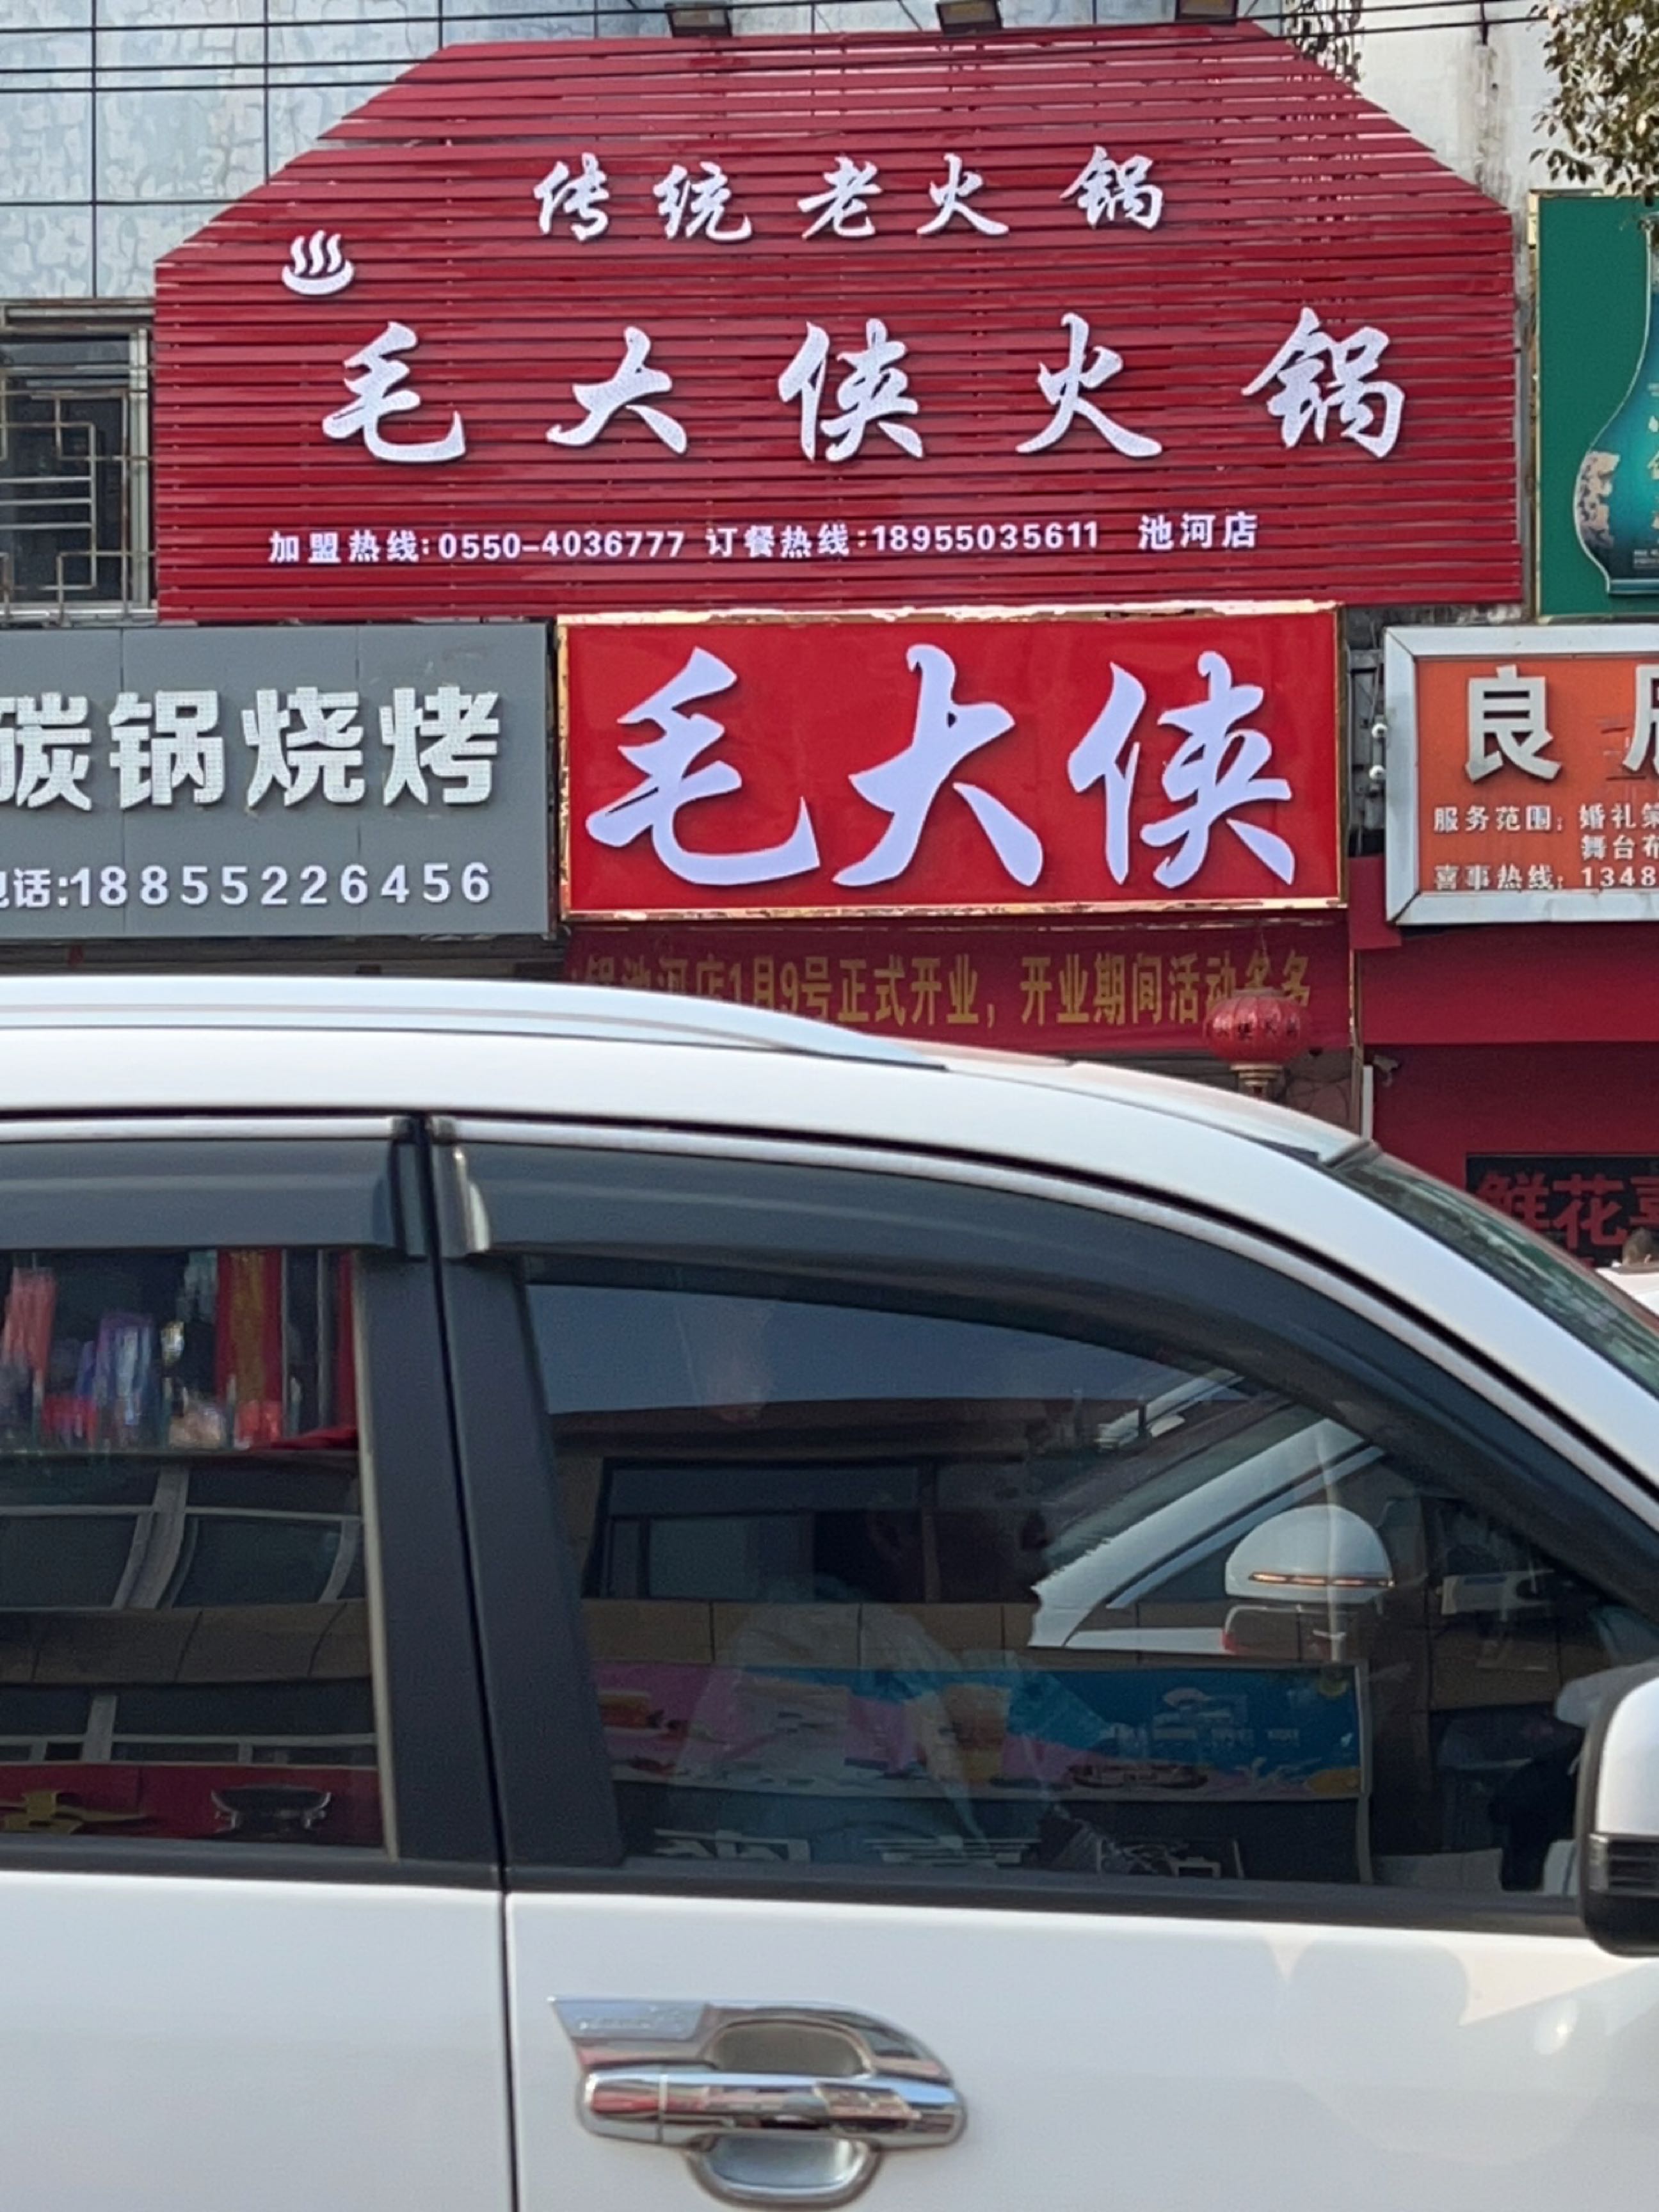 传统老火锅
毛大侠火锅
加盟热线:0550-4036777 订餐热线:18955035611 池河店
碳锅烧烤
电话:18855226456
毛大侠
良
服务范围: 婚礼
舞台布
喜事热线: 1348
锅池河店1月9号正式开业，开业期间活动多多
鲜花